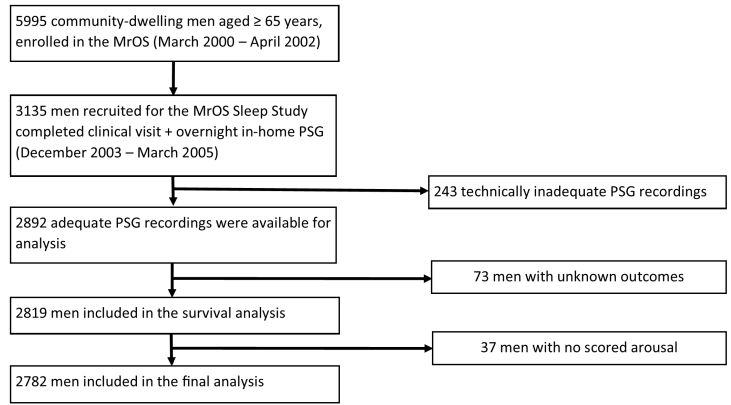 5995 community-dwelling men aged ≥ 65 years,
enrolled in the MrOS (March 2000 – April 2002)
3135 men recruited for the MrOS Sleep Study
completed clinical visit + overnight in-home PSG
(December 2003 – March 2005)
243 technically inadequate PSG recordings
2892 adequate PSG recordings were available for
analysis
73 men with unknown outcomes
2819 men included in the survival analysis
37 men with no scored arousal
2782 men included in the final analysis